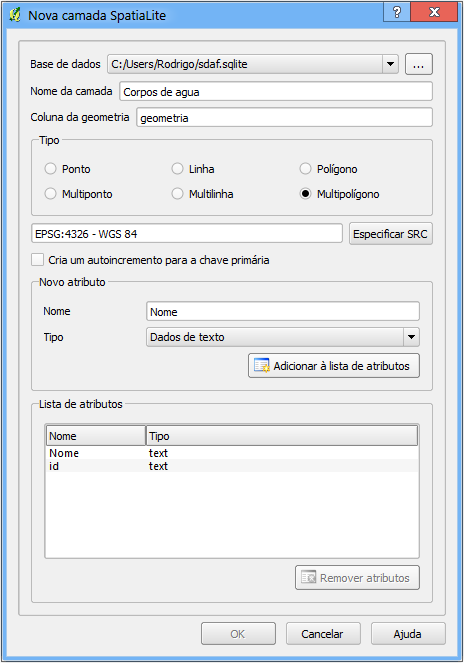 Nova camada SpatiaLite
Base de dados C:/Users/Rodrigo/sdaf.sqlite ...
Nome da camada Corpos de agua
Coluna da geometria geometria
Tipo
Ponto Linha Polígono
Multiponto Multilinha Multipolígono
EPSG:4326 - WGS 84 Especificar SRC
Cria um autoincremento para a chave primária
Novo atributo
Nome Nome
Tipo Dados de texto
Adicionar à lista de atributos
Lista de atributos
Nome Tipo
Nome text
id text
Remover atributos
OK Cancelar Ajuda